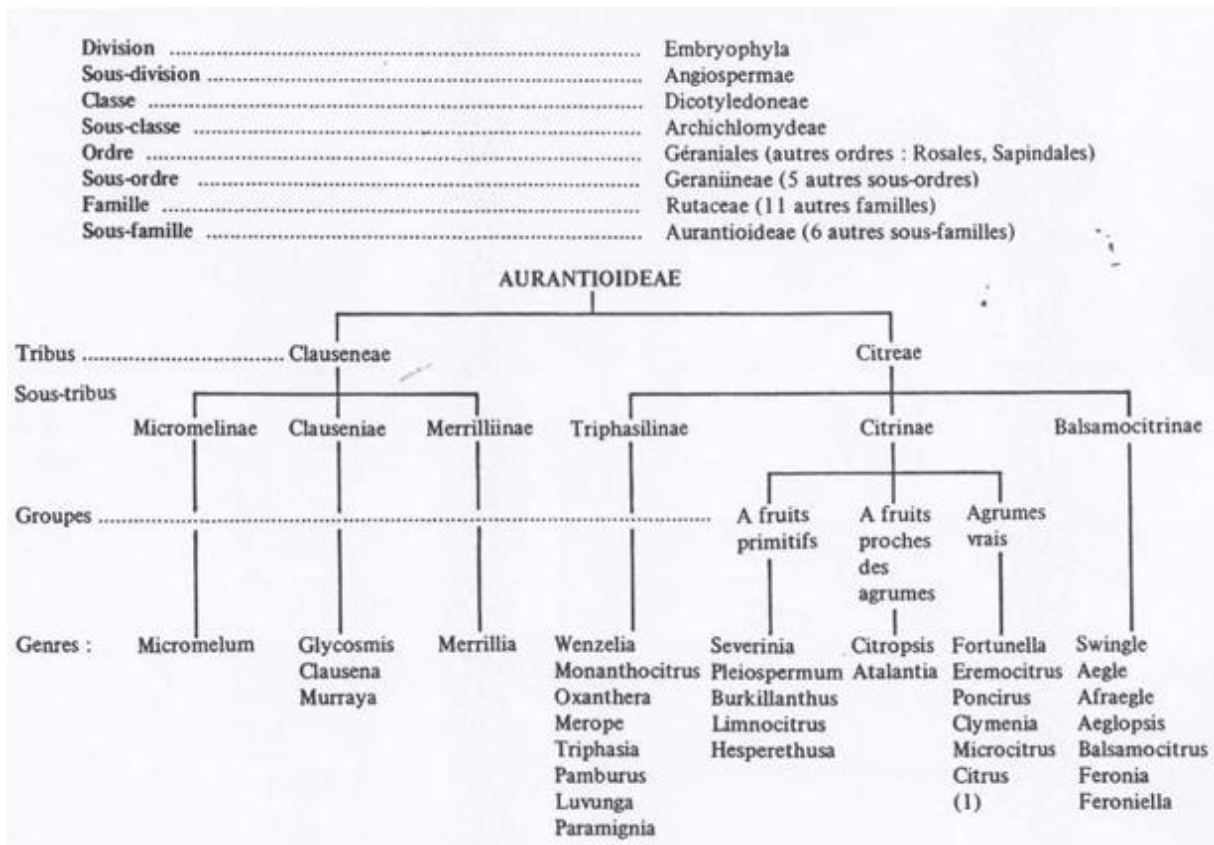 Division ........ Embryophyla
Sous-division ........ Angiospermae
Classe ........ Dicotyledoneae
Sous-classe ........ Archichlomydeae
Ordre ........ Géraniales (autres ordres : Rosales, Sapindales)
Sous-ordre ........ Geraniineae (5 autres sous-ordres)
Famille ........ Rutaceae (11 autres familles)
Sous-famille ........ Aurantioideae (6 autres sous-familles)
AURANTIOIDEAE
Tribus ........ Clauseneae Citreae
Sous-tribus
Micromelinae Clauseniae Merrilliinae Triphasilinae Citrinae Balsamocitrinae
Groupes ........ A fruits A fruits Agrumes
primitifs proches vrais
des
agrumes
Genres : Micromelum Glycosmis Merrillia Wenzelia Severinia Citropsis Fortunella Swingle
Clausena Monanthocitrus Pleiospermum Atalantia Eremocitrus Aegle
Murraya Oxanthera Burkillanthus Poncirus Afraegle
Merope Limnocitrus Clymenia Aeglopsis
Triphasia Hesperethusa Microcitrus Balsamocitrus
Pamburus Citrus Feronia
Luvunga (1) Feroniella
Paramignia